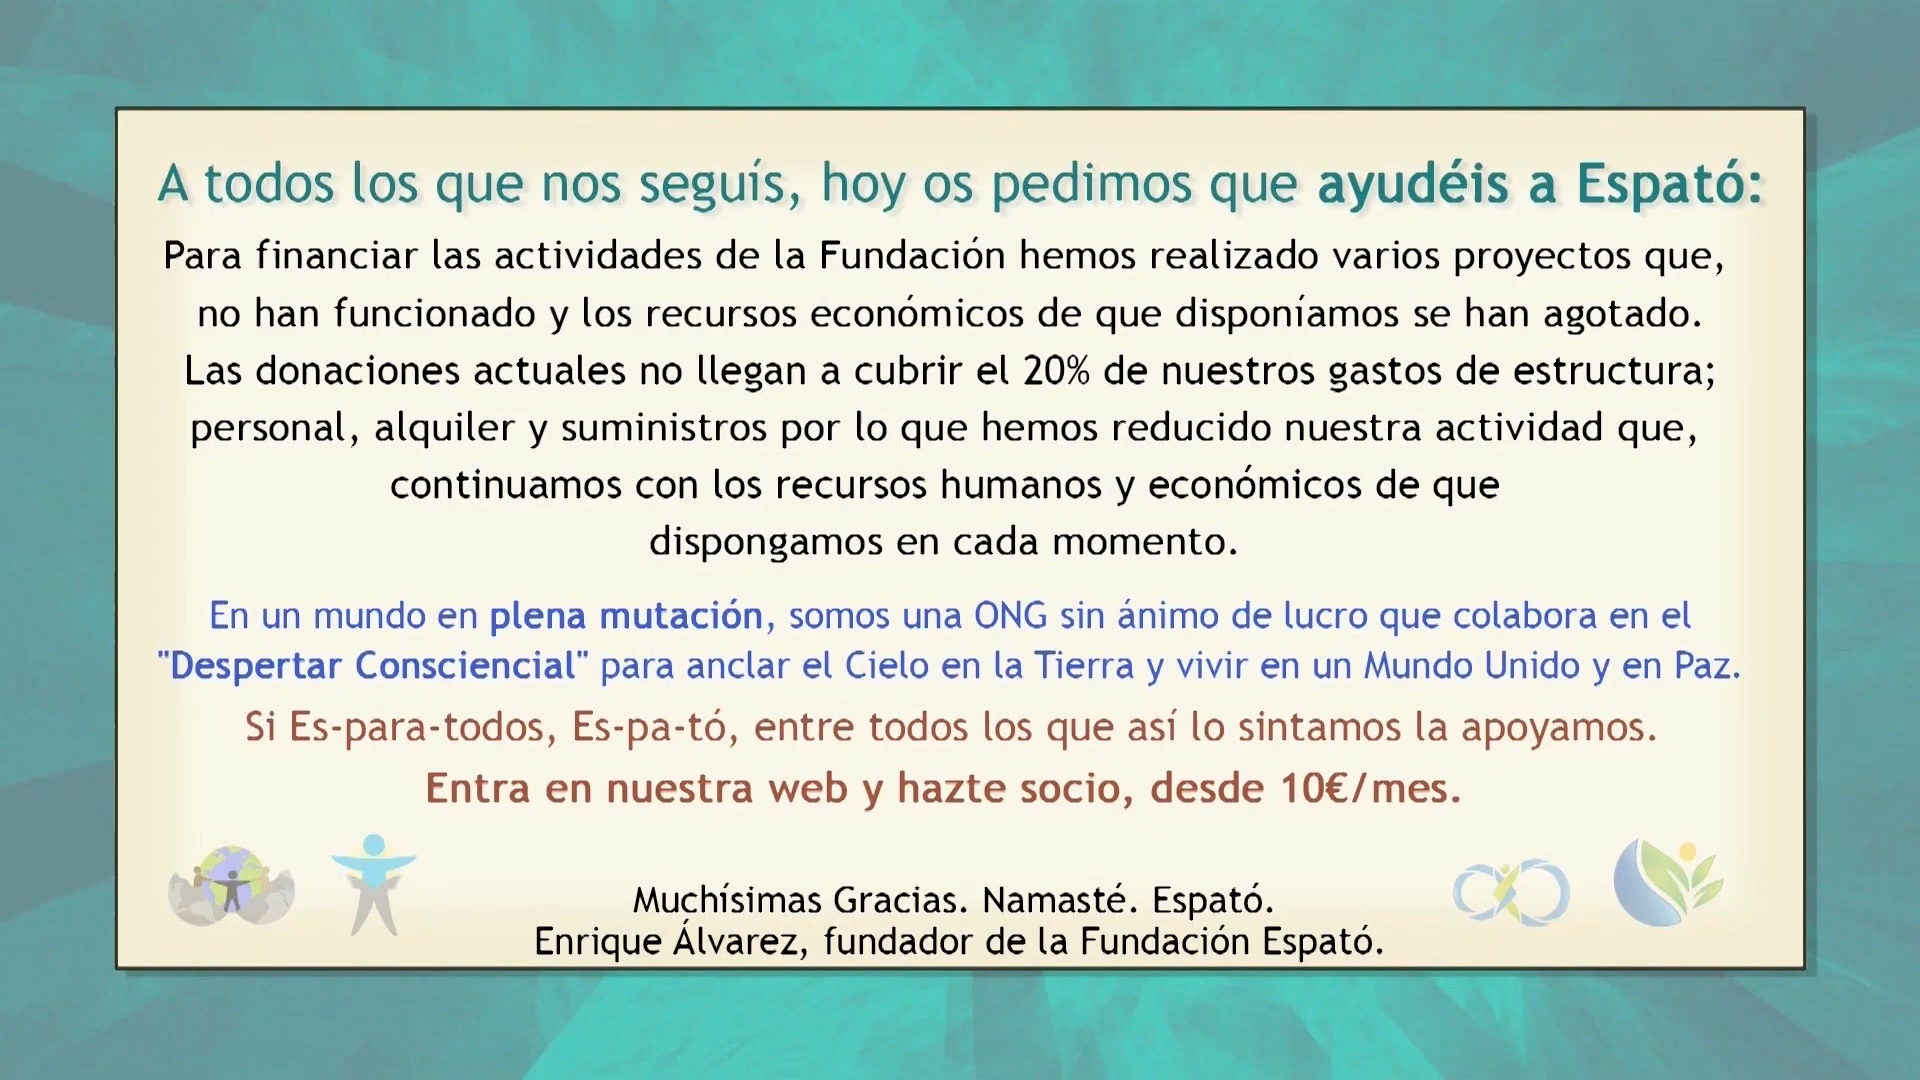 A todos los que nos seguís, hoy os pedimos que ayudéis a Espató:
Para financiar las actividades de la Fundación hemos realizado varios proyectos que,
no han funcionado y los recursos económicos de que disponíamos se han agotado.
Las donaciones actuales no llegan a cubrir el 20% de nuestros gastos de estructura;
personal, alquiler y suministros por lo que hemos reducido nuestra actividad que,
continuamos con los recursos humanos y económicos de que
dispongamos en cada momento.
En un mundo en plena mutación, somos una ONG sin ánimo de lucro que colabora en el
"Despertar Consciencial" para anclar el Cielo en la Tierra y vivir en un Mundo Unido y en Paz.
Si Es-para-todos, Es-pa-tó, entre todos los que así lo sintamos la apoyamos.
Entra en nuestra web y hazte socio, desde 10€/mes.
Muchísimas Gracias. Namasté. Espató.
Enrique Álvarez, fundador de la Fundación Espató.